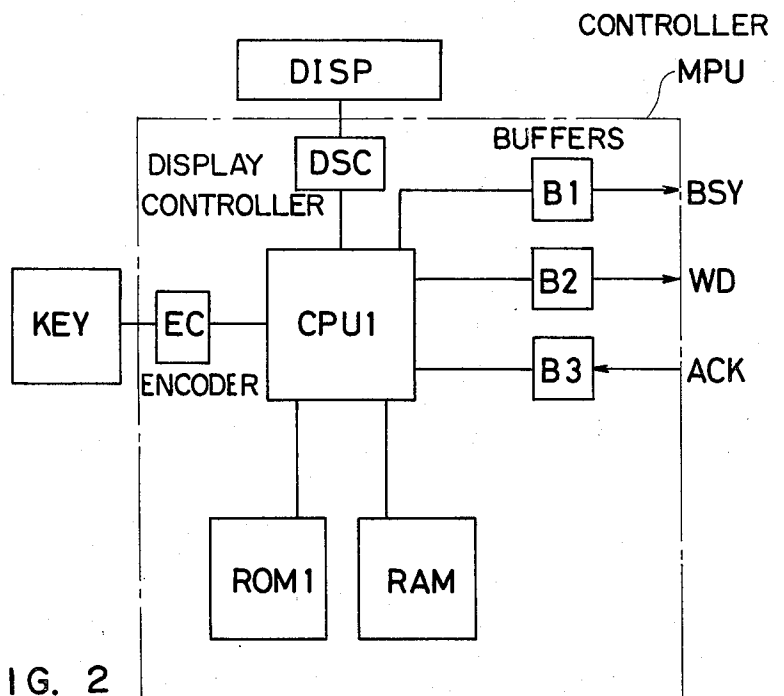 CONTROLLER
MPU
DISP
BUFFERS
DISPLAY
CONTROLLER
DSC
B1
BSY
B2
WD
KEY
EC
CPU1
B3
ACK
ENCODER
ROM1
RAM
IG. 2